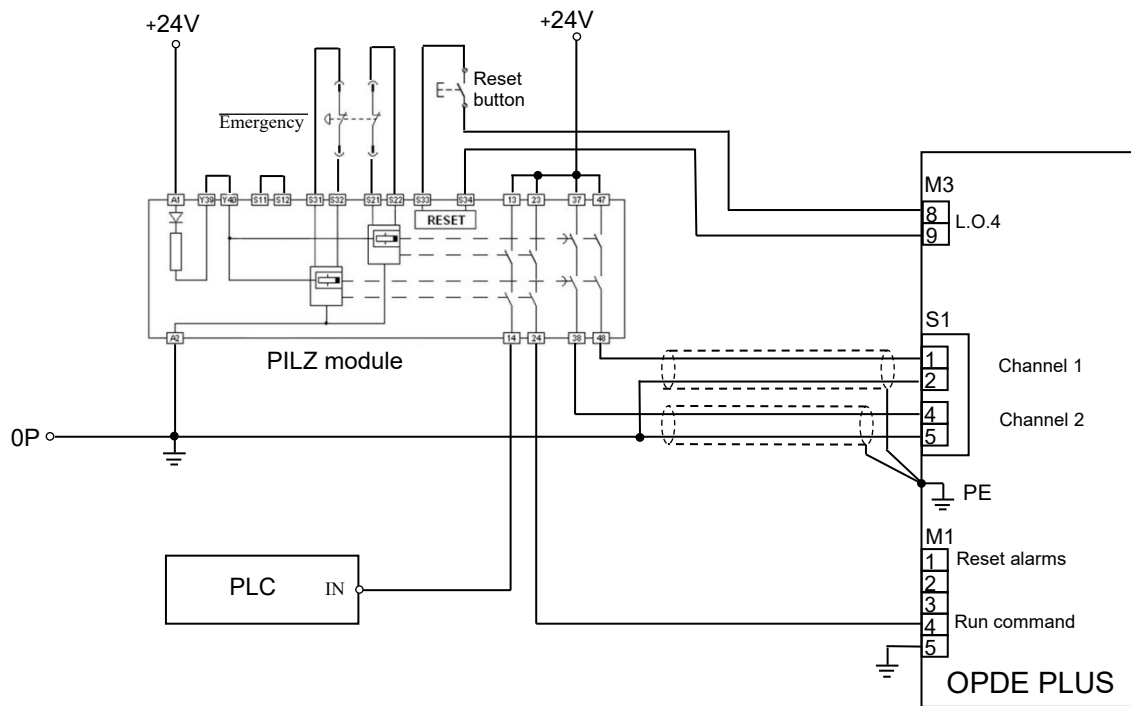 +24V
+24V
Reset
button
Emergency
A1
Y39
Y40
S11
S12
S31
S32
S21
S22
S33
S34
13
23
37
47
RESET
A2
14
24
38
48
PILZ module
M3
8
9
L.O.4
S1
1
2
Channel 1
4
5
Channel 2
0P
PE
M1
1
Reset alarms
2
3
4
Run command
5
PLC
IN
OPDE PLUS